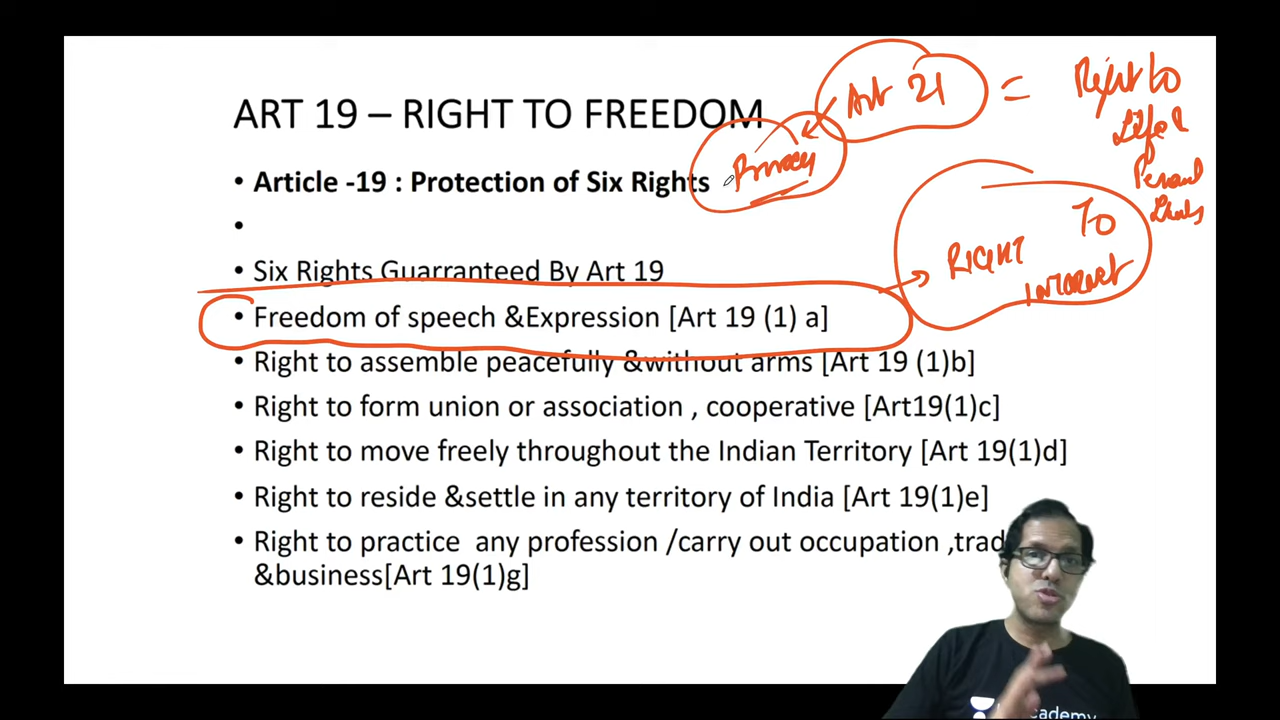 Art 21 = Right to
Life &
ART 19 – RIGHT TO FREEDOM
Privacy
• Article -19 : Protection of Six Rights
•
RIGHT To
Internet
• Six Rights Guarranteed By Art 19
• Freedom of speech &Expression [Art 19 (1) a]
• Right to assemble peacefully &without arms [Art 19 (1)b]
• Right to form union or association , cooperative [Art19(1)c]
• Right to move freely throughout the Indian Territory [Art 19(1)d]
• Right to reside &settle in any territory of India [Art 19(1)e]
• Right to practice any profession /carry out occupation ,trad
&business[Art 19(1)g]